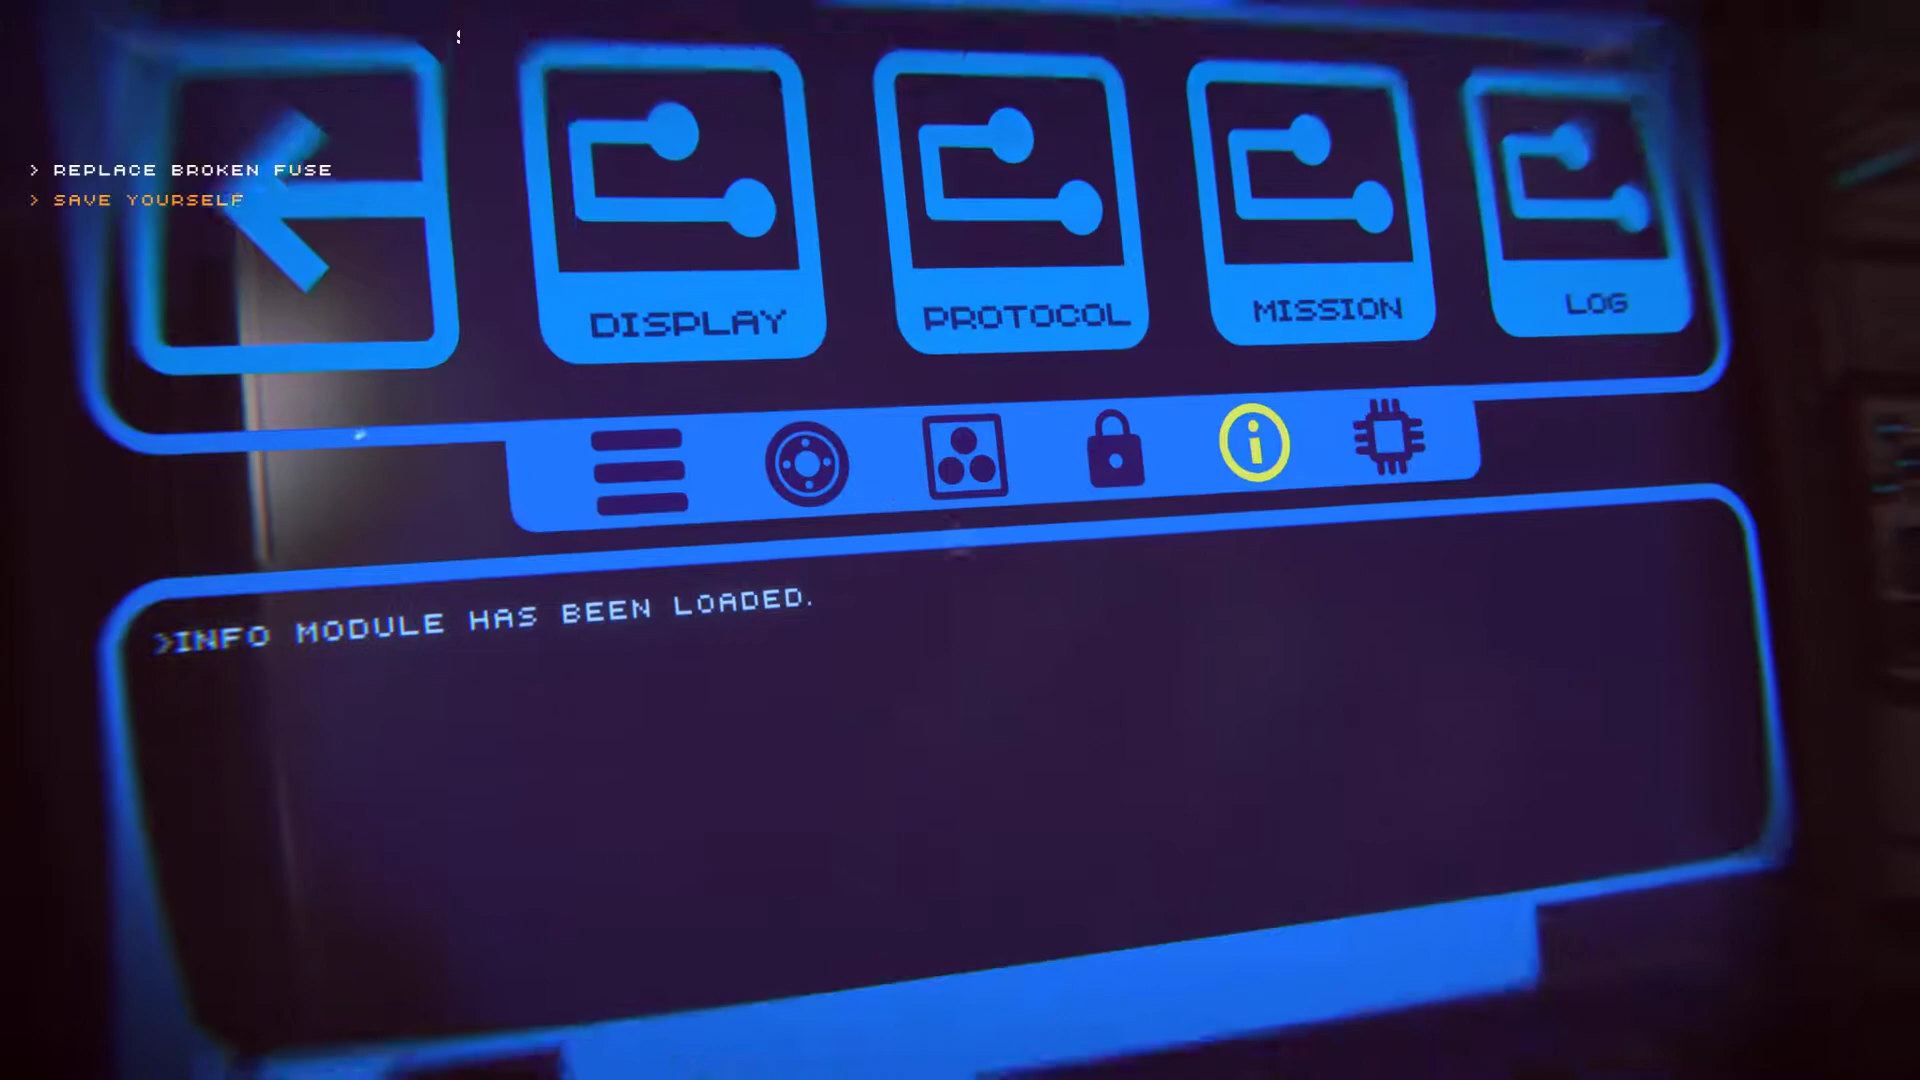 > REPLACE BROKEN FUSE
> SAVE YOURSELF
DISPLAY
PROTOCOL
MISSION
LOG
>INFO MODULE HAS BEEN LOADED.